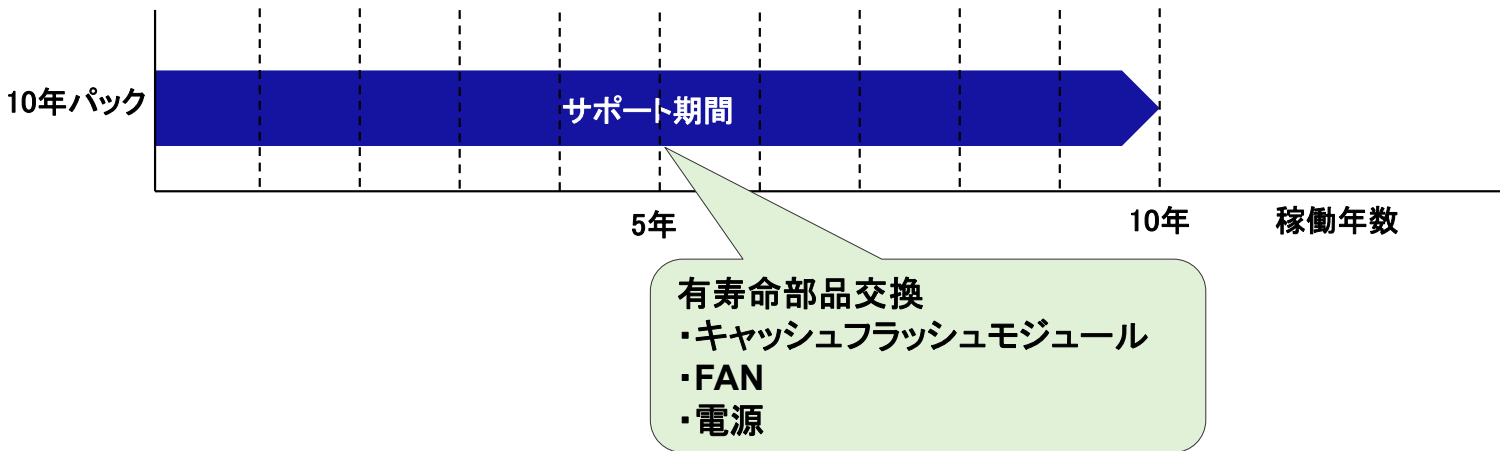 10年パック
サポート期間
5年
10年
稼働年数
有寿命部品交換
・キャッシュフラッシュモジュール
・FAN
・電源